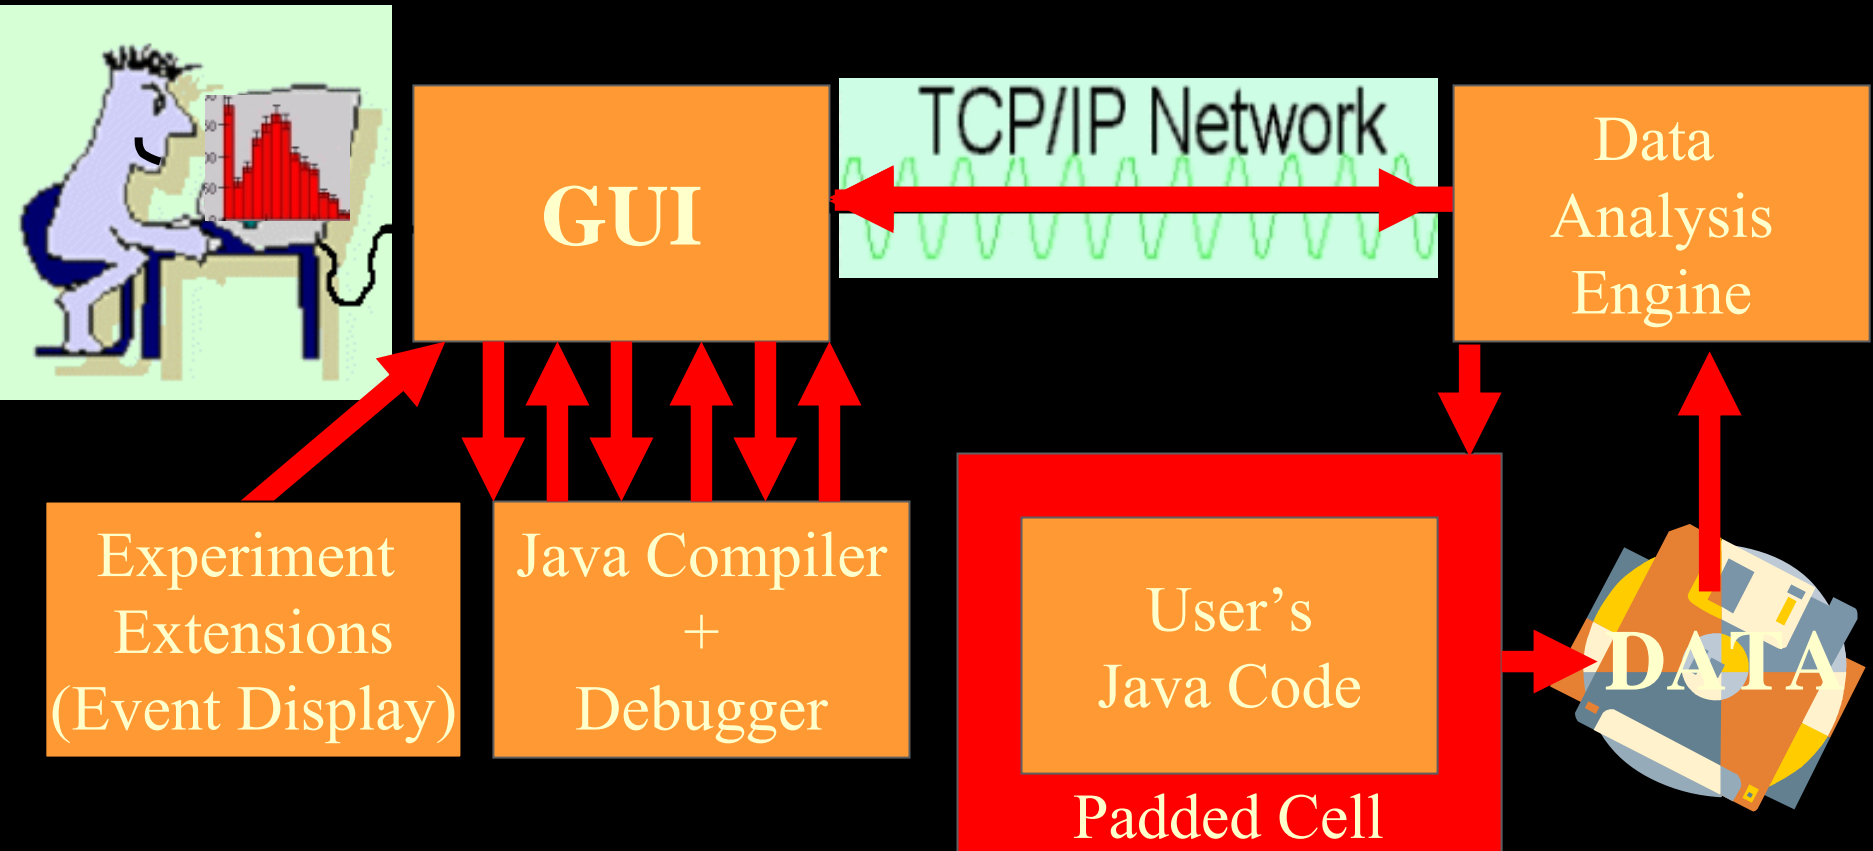 GUI
TCP/IP Network
Data
Analysis
Engine
Experiment
Extensions
(Event Display)
Java Compiler
+
Debugger
User’s
Java Code
Padded Cell
DATA